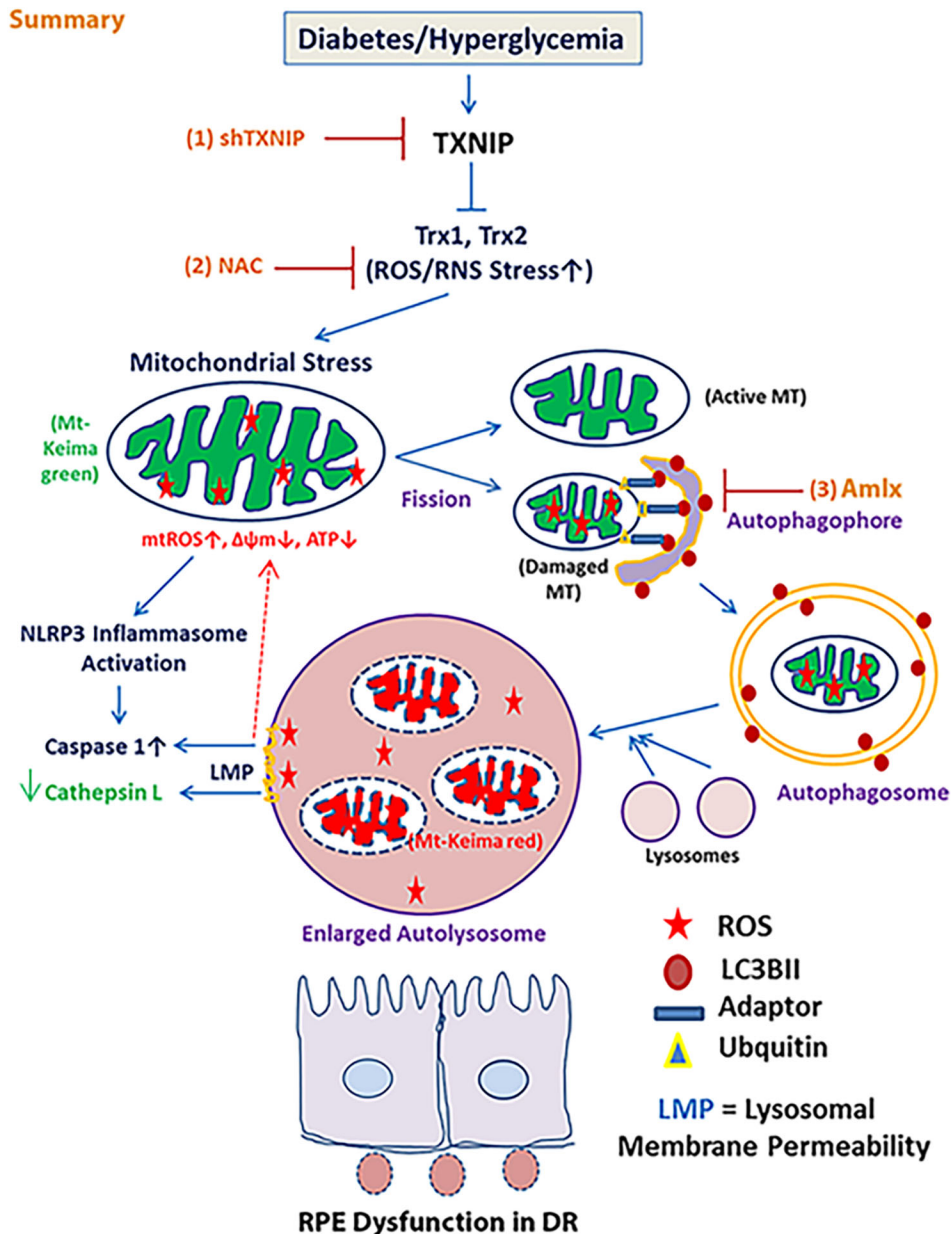 Summary
Diabetes/Hyperglycemia
(1) shTXNIP
TXNIP
Trx1, Trx2
(2) NAC
(ROS/RNS Stress↑)
Mitochondrial Stress
(Mt-
Keima
green)
(Active MT)
Fission
(3) Amlx
Autophagophore
(Damaged
MT)
mtROS↑, Δψm↓, ATP↓
NLRP3 Inflammasome
Activation
Caspase 1↑
LMP
↓ Cathepsin L
(Mt-Keima red)
Autophagosome
Lysosomes
Enlarged Autolysosome
ROS
LC3BII
Adaptor
Ubquitin
LMP = Lysosomal
Membrane Permeability
RPE Dysfunction in DR